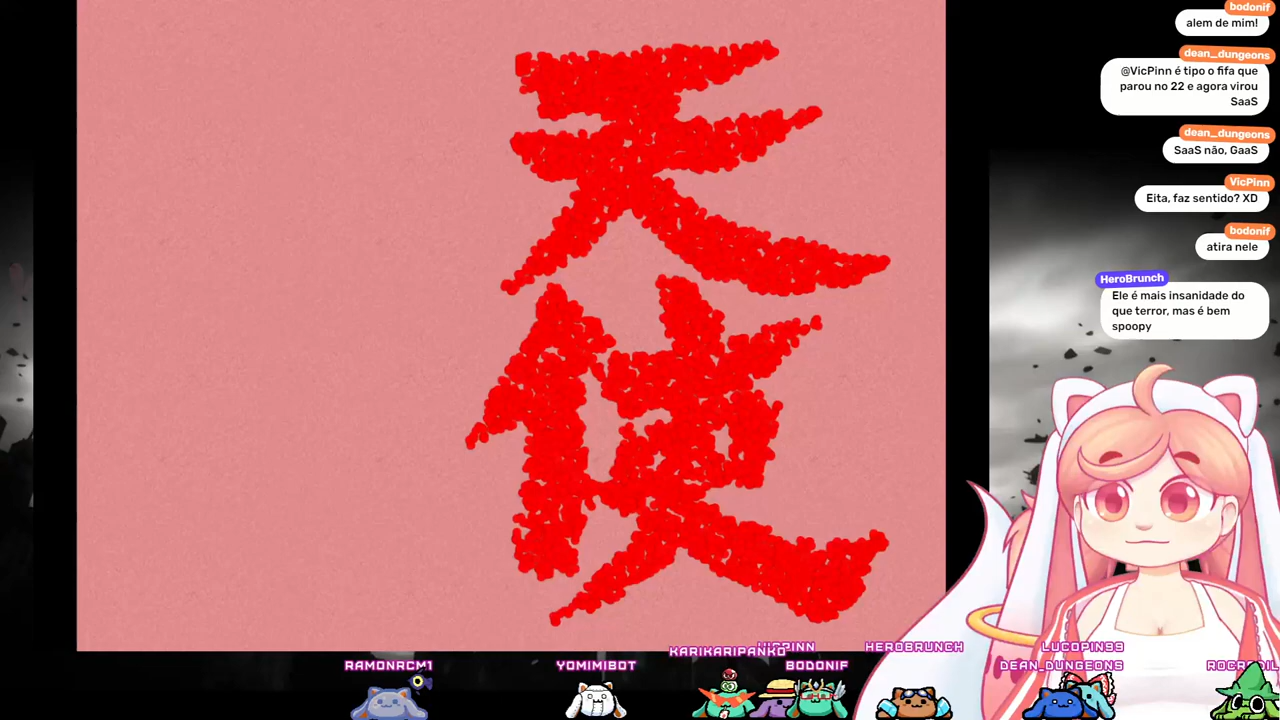 天
使
bodonif
alem de mim!
dean_dungeons
@VicPinn é tipo o fifa que
parou no 22 e agora virou
SaaS
dean_dungeons
SaaS não, GaaS
VicPinn
Eita, faz sentido? XD
bodonif
atira nele
HeroBrunch
Ele é mais insanidade do
que terror, mas é bem
spoopy
RAMONRCM1
YOMIMIBOT
KARIKARIPANKO
BODONIF
HEROBRUNCH
LUCOPIN99
DEAN_DUNGEONS